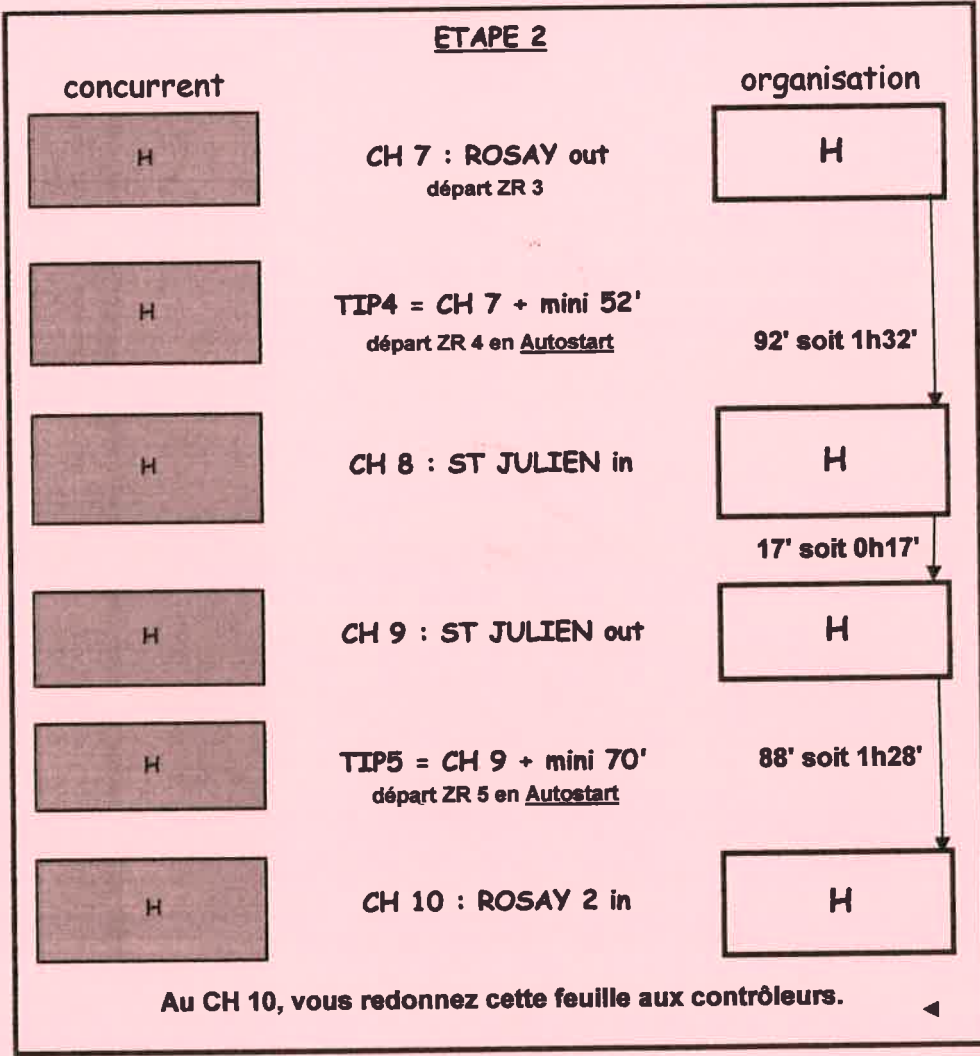 ETAPE 2
concurrent
organisation
H
CH 7 : ROSAY out
départ ZR 3
H
H
TIP4 = CH 7 + mini 52'
départ ZR 4 en Autostart
92' soit 1h32'
H
CH 8 : ST JULIEN in
H
17' soit 0h17'
H
CH 9 : ST JULIEN out
H
H
TIP5 = CH 9 + mini 70'
départ ZR 5 en Autostart
88' soit 1h28'
H
CH 10 : ROSAY 2 in
H
Au CH 10, vous redonnez cette feuille aux contrôleurs.